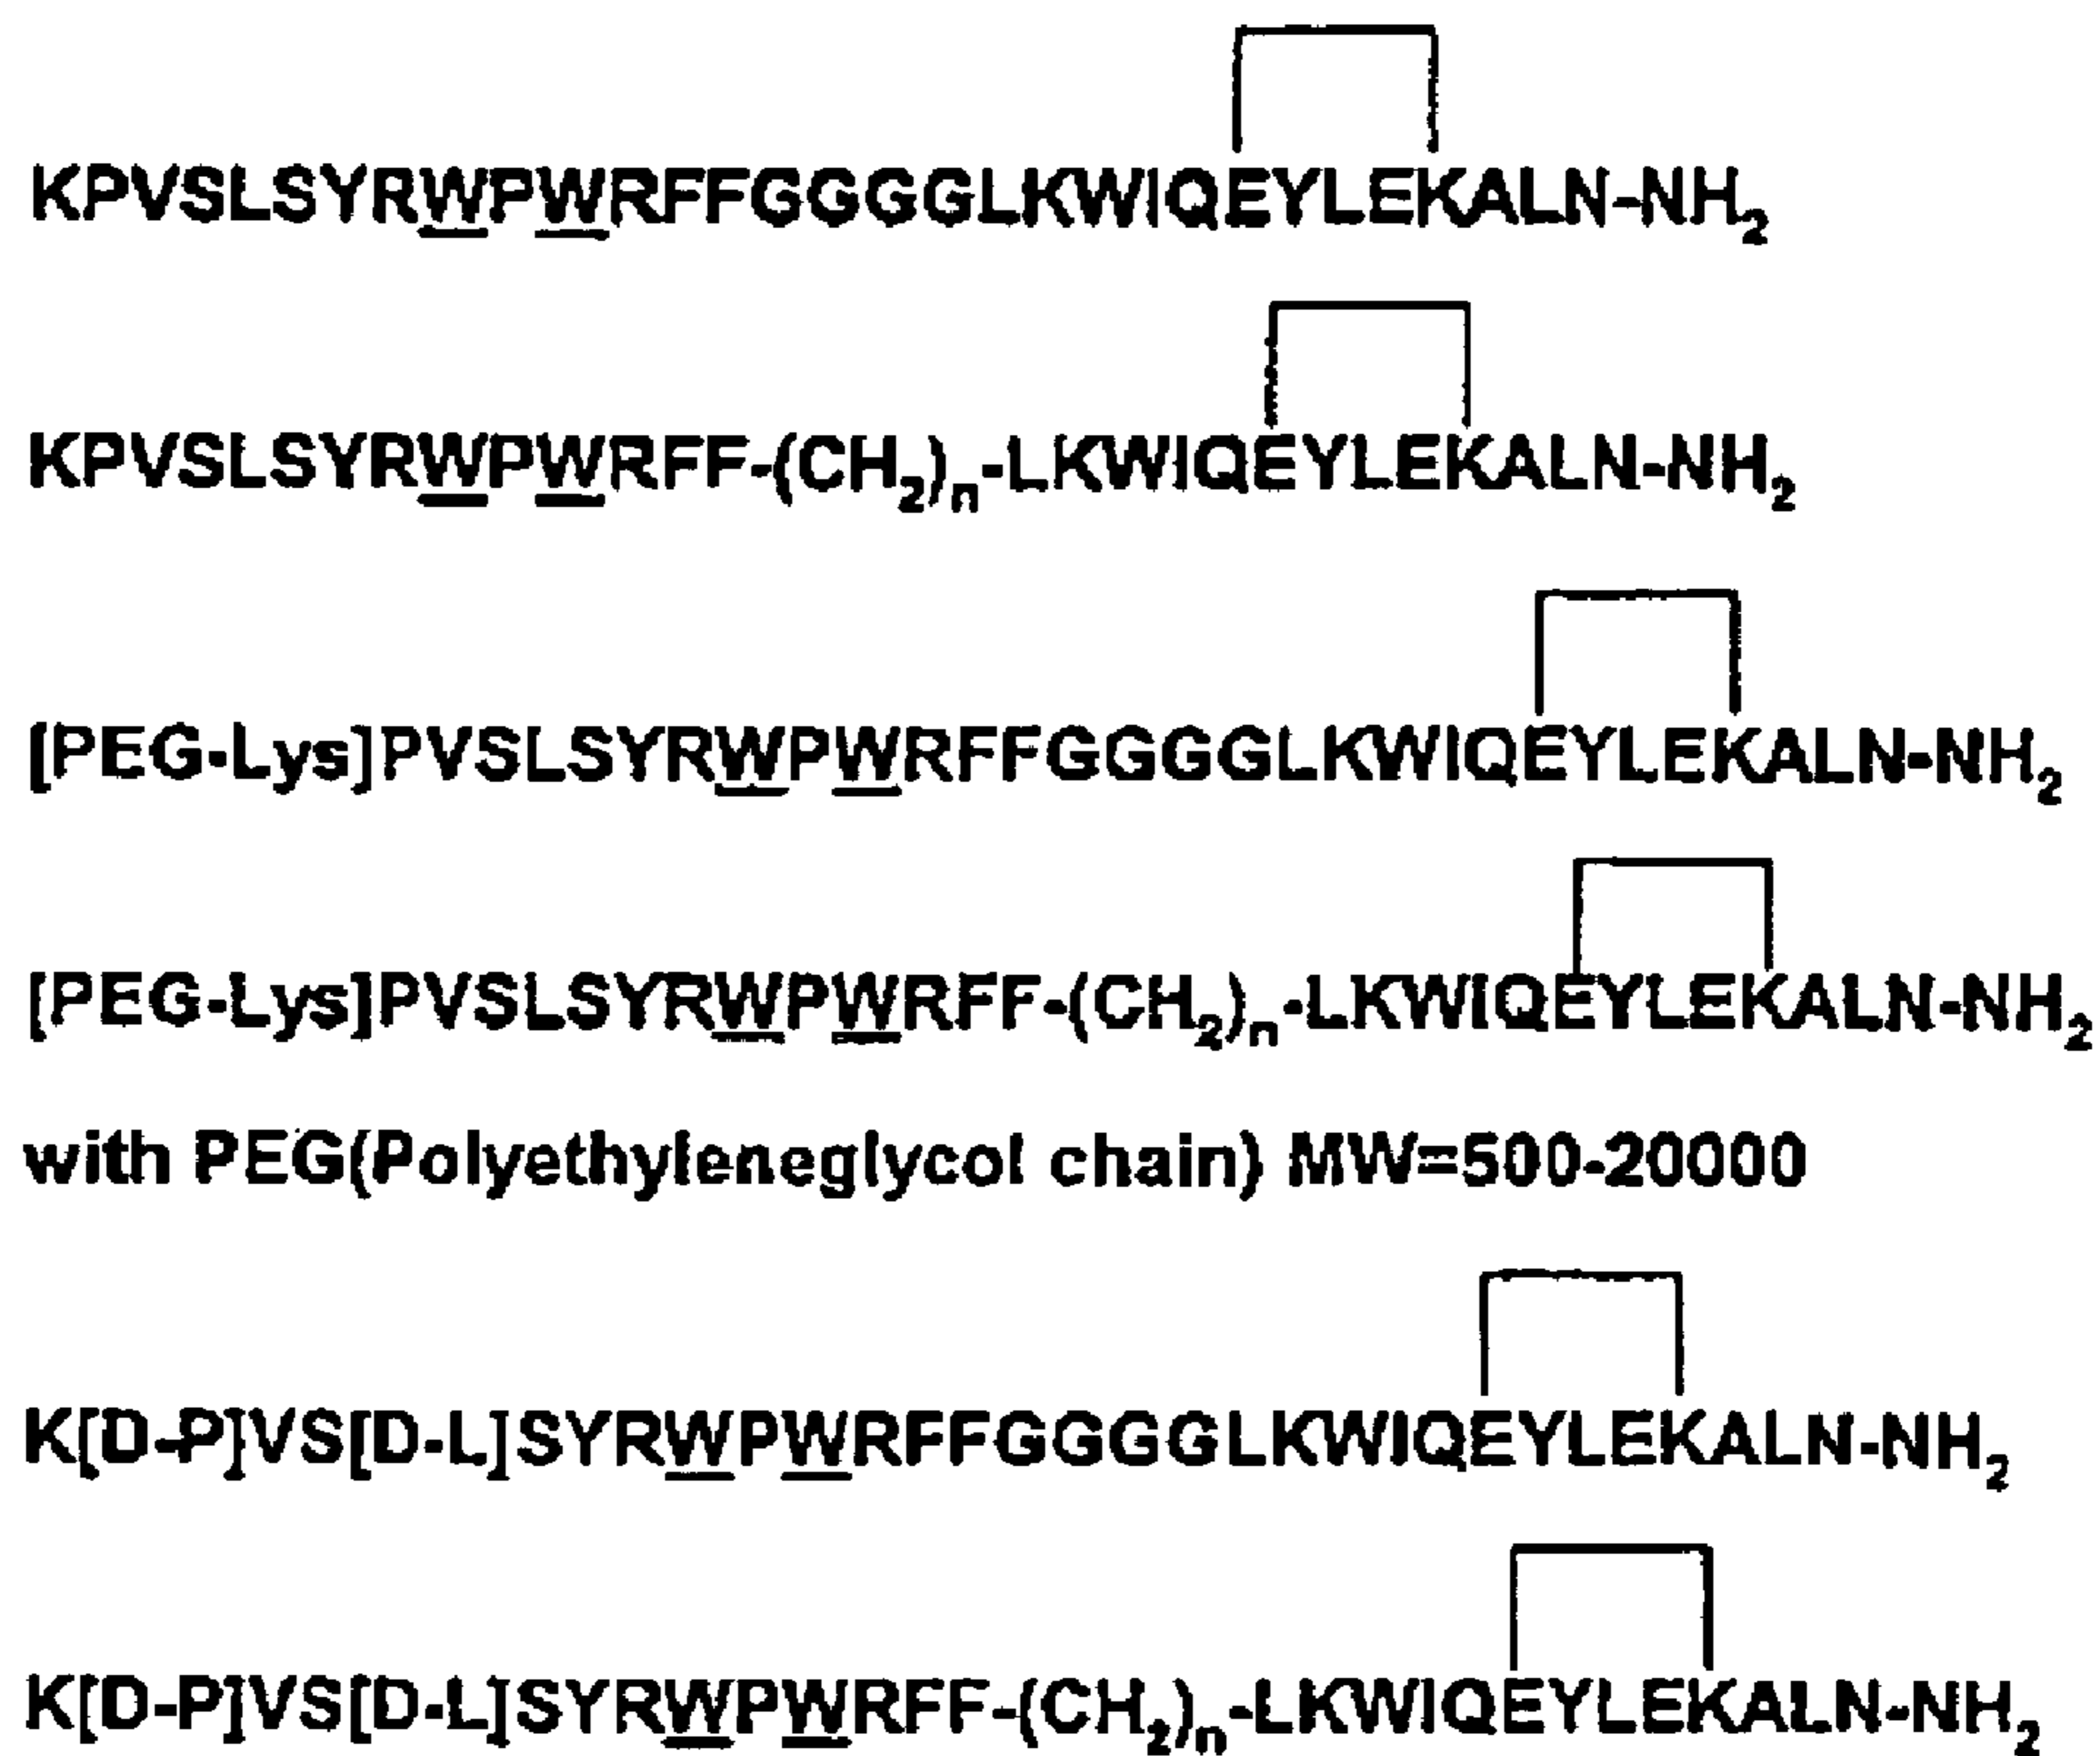 KPVSLSYRWPWRFFGGGGLKWIQEYLEKALN-NH₂
KPVSLSYRWPWRFF-(CH₂)ₙ-LKWIQEYLEKALN-NH₂
[PEG-Lys]PVSLSYRWPWRFFGGGGLKWIQEYLEKALN-NH₂
[PEG-Lys]PVSLSYRWPWRFF-(CH₂)ₙ-LKWIQEYLEKALN-NH₂
with PEG(Polyethyleneglycol chain) MW=500-20000
K[D-P]VS[D-L]SYRWPWRFFGGGGLKWIQEYLEKALN-NH₂
K[D-P]VS[D-L]SYRWPWRFF-(CH₂)ₙ-LKWIQEYLEKALN-NH₂